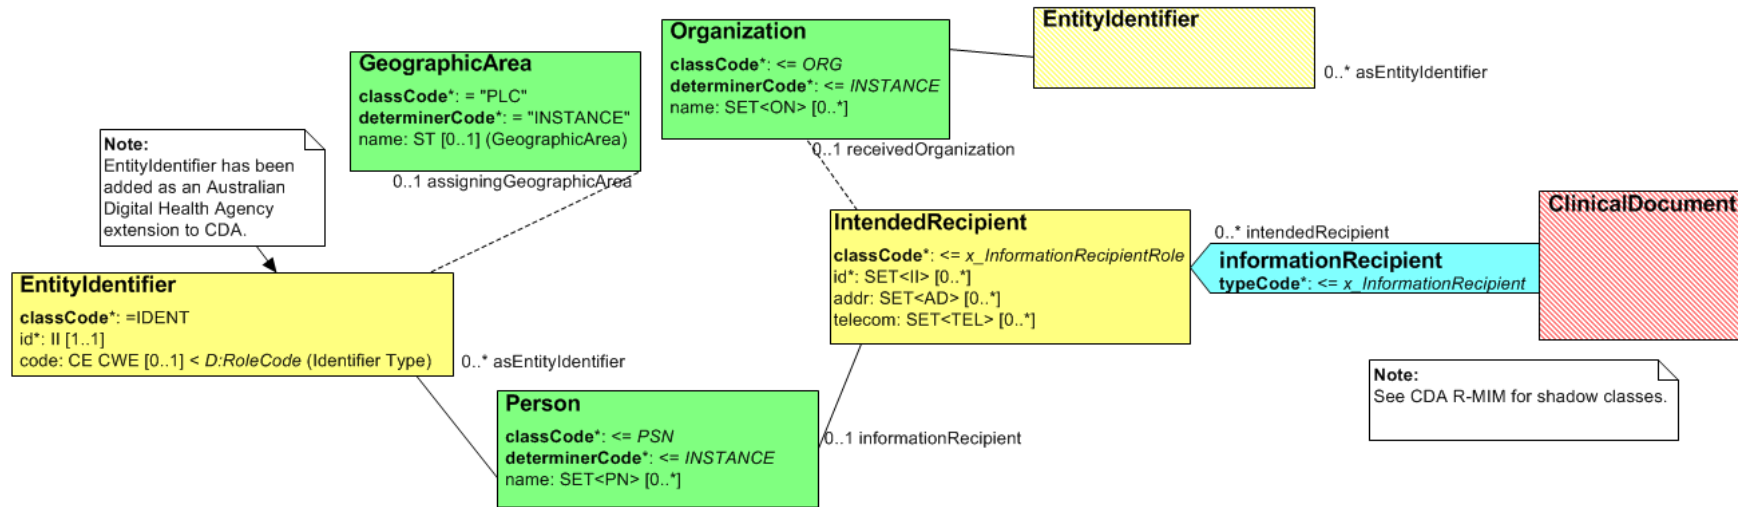 Organization
classCode*: <= ORG
determinerCode*: <= INSTANCE
name: SET<ON> [0..*]
EntityIdentifier
0..* asEntityIdentifier
GeographicArea
classCode*: = "PLC"
determinerCode*: = "INSTANCE"
name: ST [0..1] (GeographicArea)
0..1 assigningGeographicArea
0..1 receivedOrganization
Note:
EntityIdentifier has been
added as an Australian
Digital Health Agency
extension to CDA.
IntendedRecipient
classCode*: <= x_InformationRecipientRole
id*: SET<II> [0..*]
addr: SET<AD> [0..*]
telecom: SET<TEL> [0..*]
0..* intendedRecipient
informationRecipient
typeCode*: <= x_InformationRecipient
ClinicalDocument
EntityIdentifier
classCode*: =IDENT
id*: II [1..1]
code: CE CWE [0..1] < D:RoleCode (Identifier Type)
0..* asEntityIdentifier
Person
classCode*: <= PSN
determinerCode*: <= INSTANCE
name: SET<PN> [0..*]
0..1 informationRecipient
Note:
See CDA R-MIM for shadow classes.